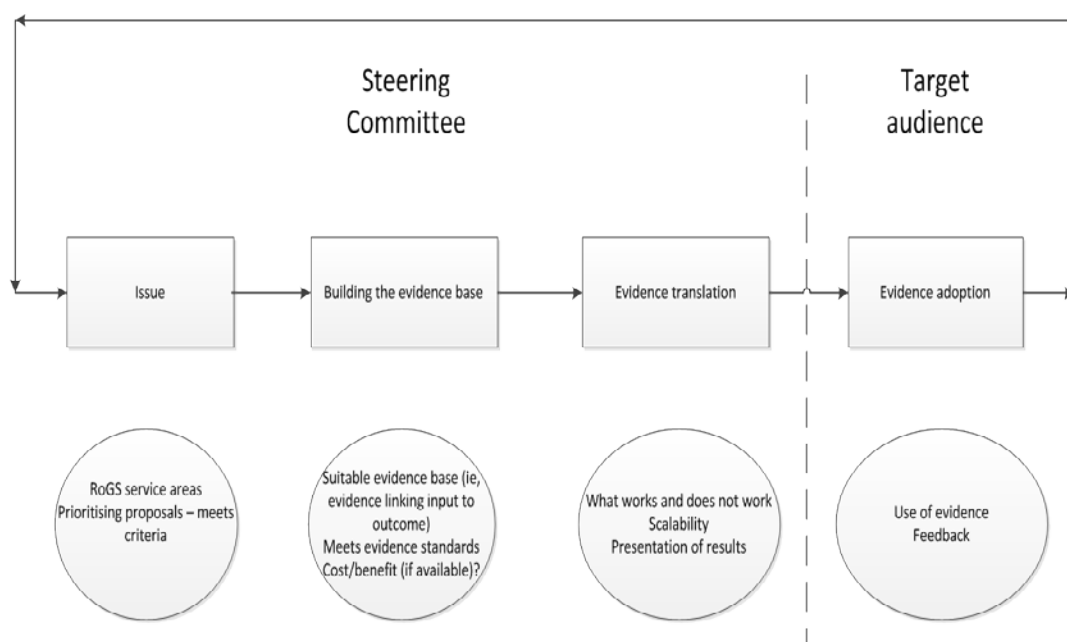 Steering
Committee
Target
audience
Issue
Building the evidence base
Evidence translation
Evidence adoption
RoGS service areas
Prioritising proposals – meets
criteria
Suitable evidence base (ie,
evidence linking input to
outcome)
Meets evidence standards
Cost/benefit (if available)?
What works and does not work
Scalability
Presentation of results
Use of evidence
Feedback